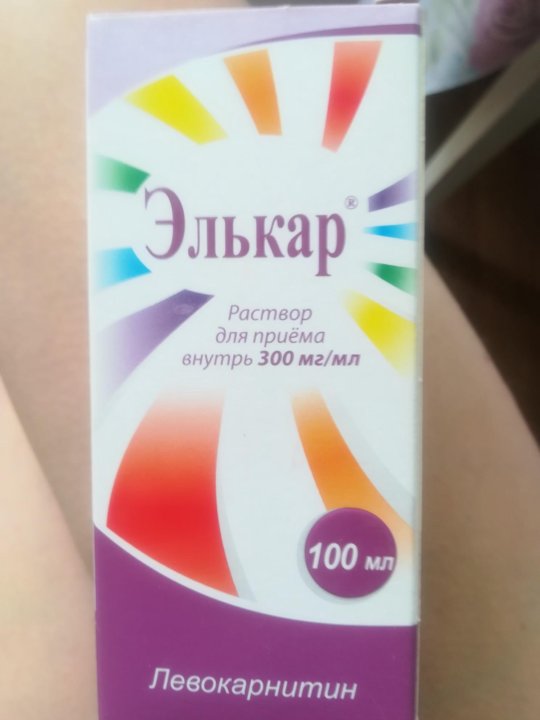 Элькар®
Раствор
для приёма
внутрь 300 мг/мл
100 мл
Левокарнитин